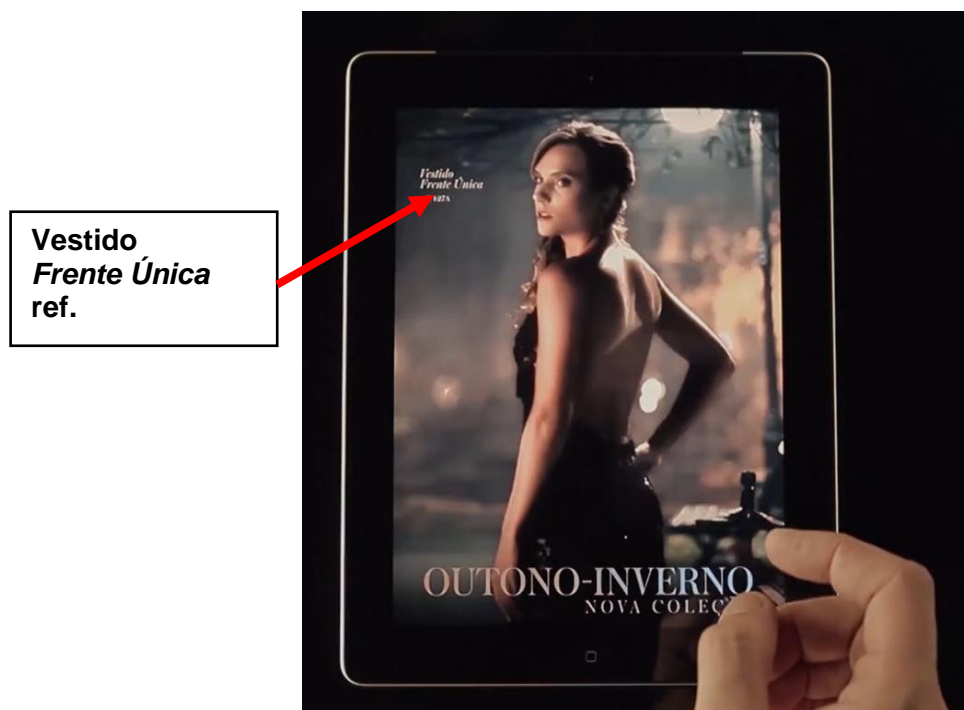 Vestido
Frente Única
ref.
Vestido
Frente Única
OUTONO-INVERNO
NOVA COLEÇ